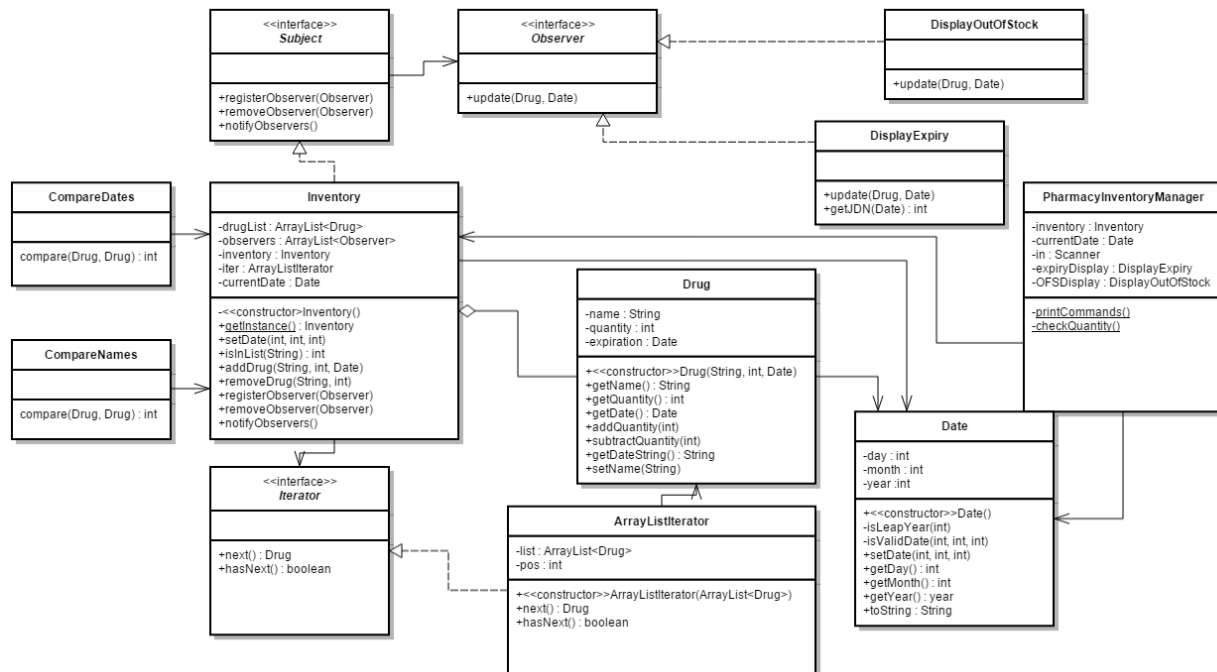 <<interface>>
Subject
+registerObserver(Observer)
+removeObserver(Observer)
+notifyObservers()
<<interface>>
Observer
+update(Drug, Date)
DisplayOutOfStock
+update(Drug, Date)
DisplayExpiry
+update(Drug, Date)
+getJDN(Date) : int
CompareDates
compare(Drug, Drug) : int
Inventory
-drugList : ArrayList<Drug>
-observers : ArrayList<Observer>
-inventory : Inventory
-iter : ArrayListIterator
-currentDate : Date
-<<constructor>Inventory()
+getInstance() : Inventory
+setDate(int, int, int)
+isInList(String) : int
+addDrug(String, int, Date)
+removeDrug(String, int)
+registerObserver(Observer)
+removeObserver(Observer)
+notifyObservers()
PharmacyInventoryManager
-inventory : Inventory
-currentDate : Date
-in : Scanner
-expiryDisplay : DisplayExpiry
-OFSDisplay : DisplayOutOfStock
-printCommands()
-checkQuantity()
CompareNames
compare(Drug, Drug) : int
Drug
-name : String
-quantity : int
-expiration : Date
+<<constructor>>Drug(String, int, Date)
+getName() : String
+getQuantity() : int
+getDate() : Date
+addQuantity(int)
+subtractQuantity(int)
+getDateString() : String
+setName(String)
Date
-day : int
-month : int
-year :int
+<<constructor>>Date()
-isLeapYear(int)
-isValidDate(int, int, int)
+setDate(int, int, int)
+getDay() : int
+getMonth() : int
+getYear() : year
+toString : String
<<interface>>
Iterator
+next() : Drug
+hasNext() : boolean
ArrayListIterator
-list : ArrayList<Drug>
-pos : int
+<<constructor>>ArrayListIterator(ArrayList<Drug>)
+next() : Drug
+hasNext() : boolean